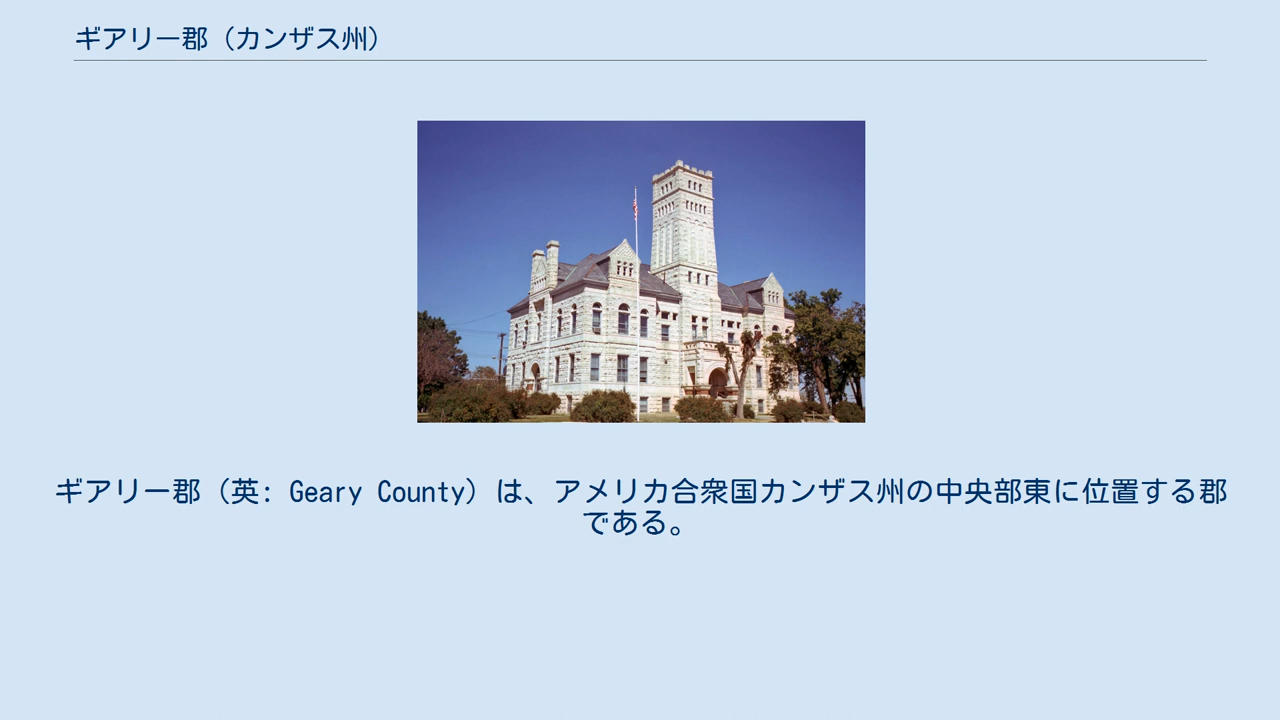 ギアリー郡（カンザス州）
ギアリー郡（英: Geary County）は、アメリカ合衆国カンザス州の中央部東に位置する郡
である。